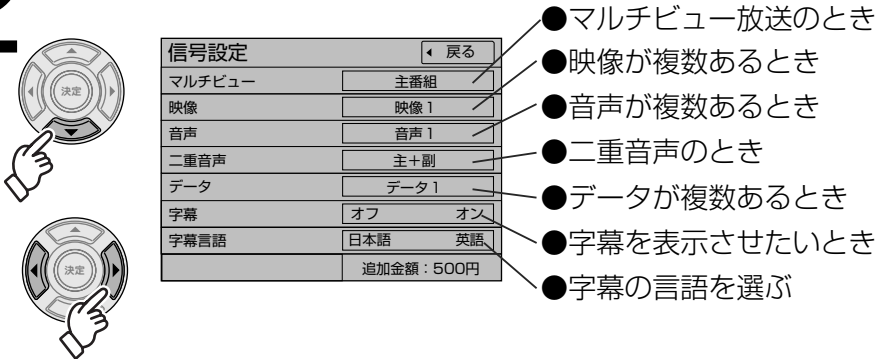 2
信号設定 戻る
マルチビュー 主番組
映像 映像1
音声 音声1
二重音声 主+副
データ データ1
字幕 オフ オン
字幕言語 日本語 英語
追加金額:500円
●マルチビュー放送のとき
●映像が複数あるとき
●音声が複数あるとき
●二重音声のとき
●データが複数あるとき
●字幕を表示させたいとき
●字幕の言語を選ぶ
決定
決定